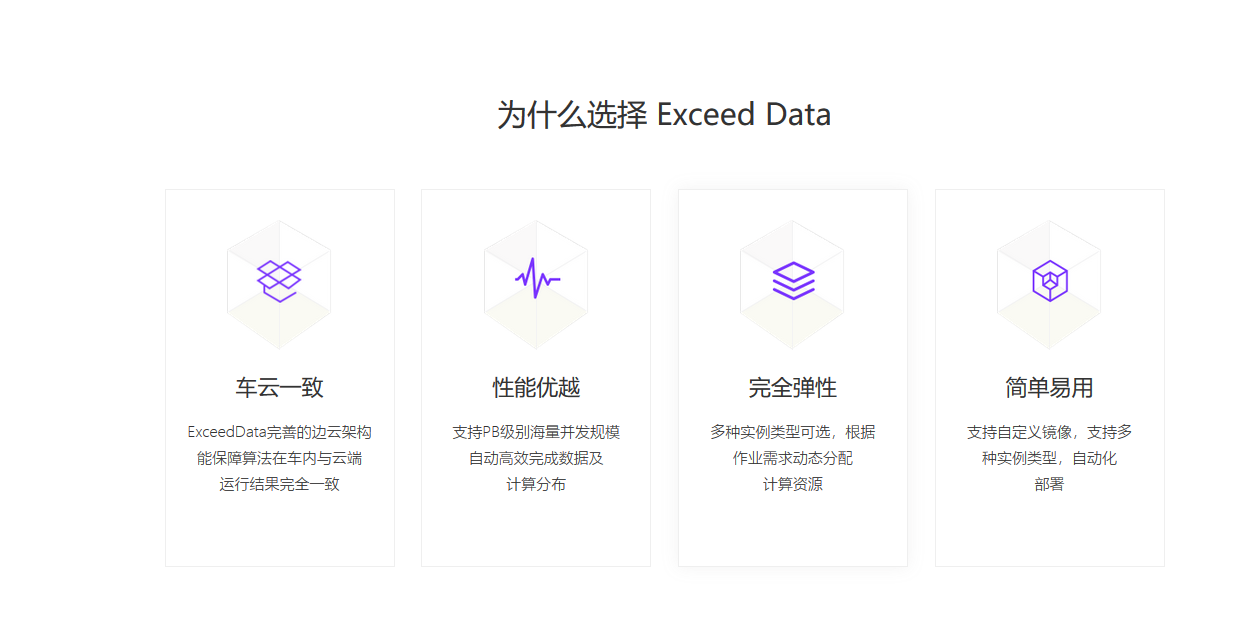 为什么选择 Exceed Data
车云一致
ExceedData完善的边云架构
能保障算法在车内与云端
运行结果完全一致
性能优越
支持PB级别海量并发规模
自动高效完成数据及
计算分布
完全弹性
多种实例类型可选，根据
作业需求动态分配
计算资源
简单易用
支持自定义镜像，支持多
种实例类型，自动化
部署